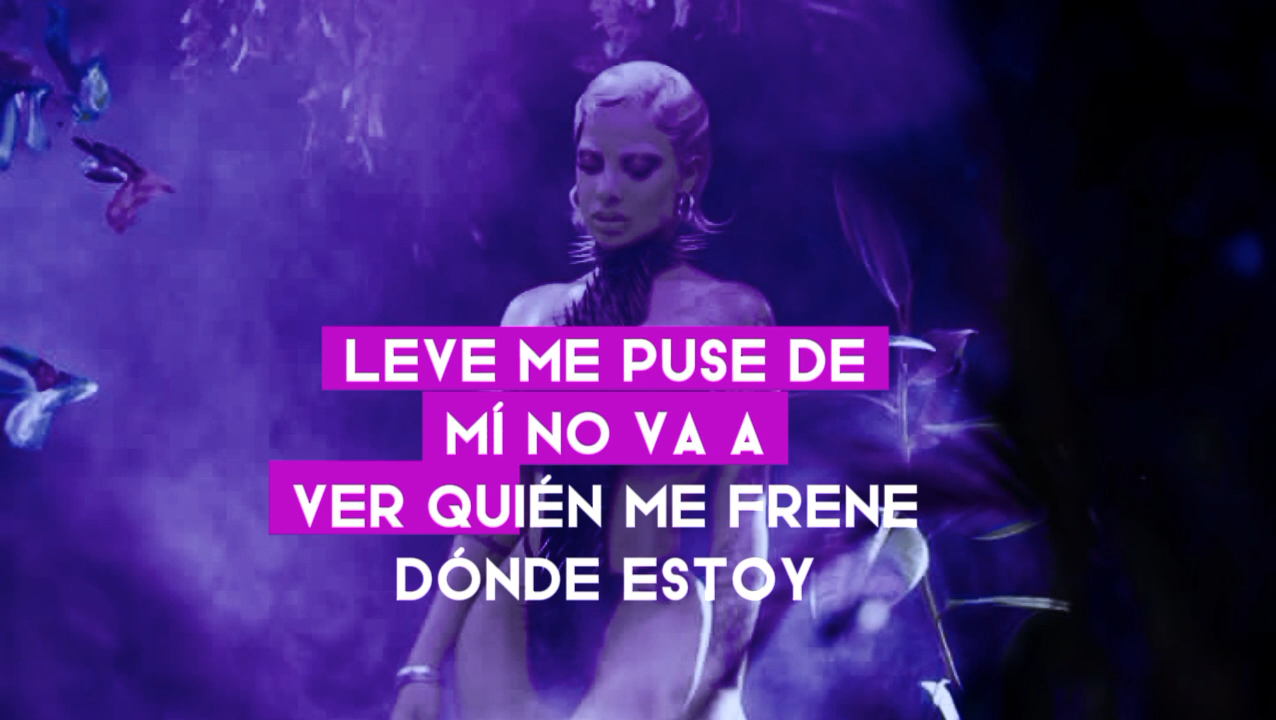 LEVE ME PUSE DE
MÍ NO VA A
VER QUIÉN ME FRENE
DÓNDE ESTOY